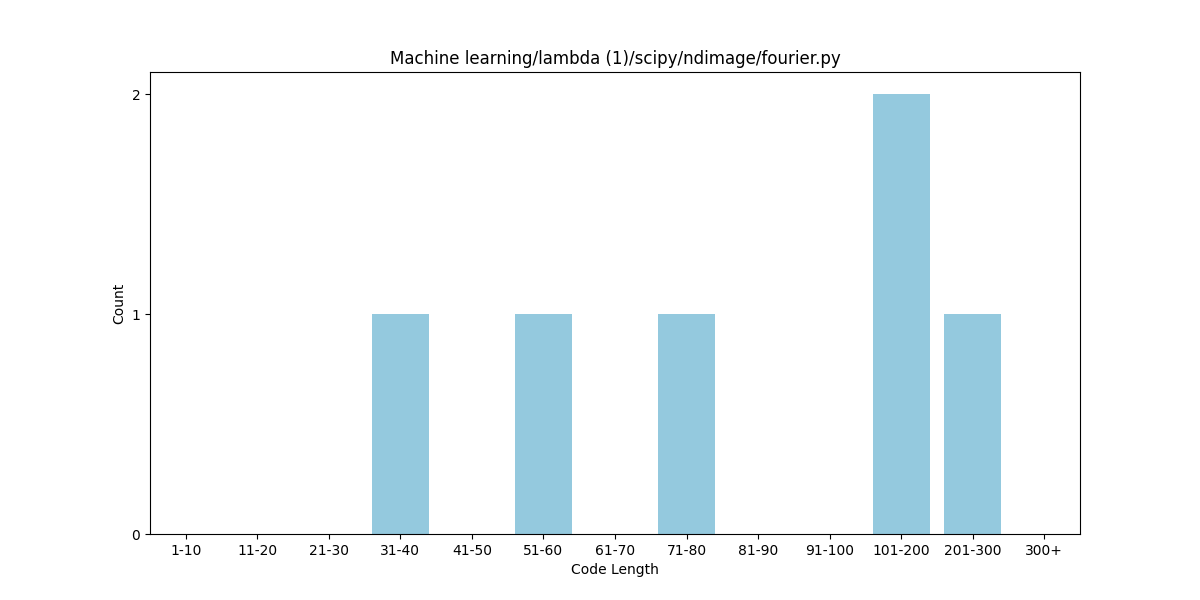 Machine learning/lambda (1)/scipy/ndimage/fourier.py
Count
2
1
0
1-10 11-20 21-30 31-40 41-50 51-60 61-70 71-80 81-90 91-100 101-200 201-300 300+
Code Length